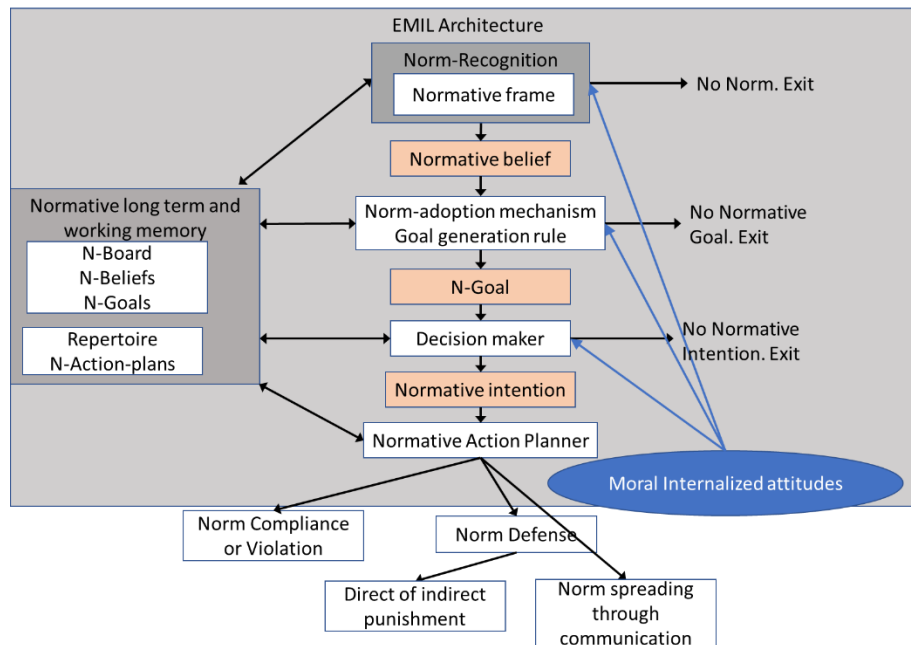 EMIL Architecture
Norm-Recognition
Normative frame
No Norm. Exit
Normative belief
Normative long term and
working memory
N-Board
N-Beliefs
N-Goals
Repertoire
N-Action-plans
Norm-adoption mechanism
Goal generation rule
No Normative
Goal. Exit
N-Goal
Decision maker
No Normative
Intention. Exit
Normative intention
Normative Action Planner
Moral Internalized attitudes
Norm Compliance
or Violation
Norm Defense
Direct of indirect
punishment
Norm spreading
through
communication